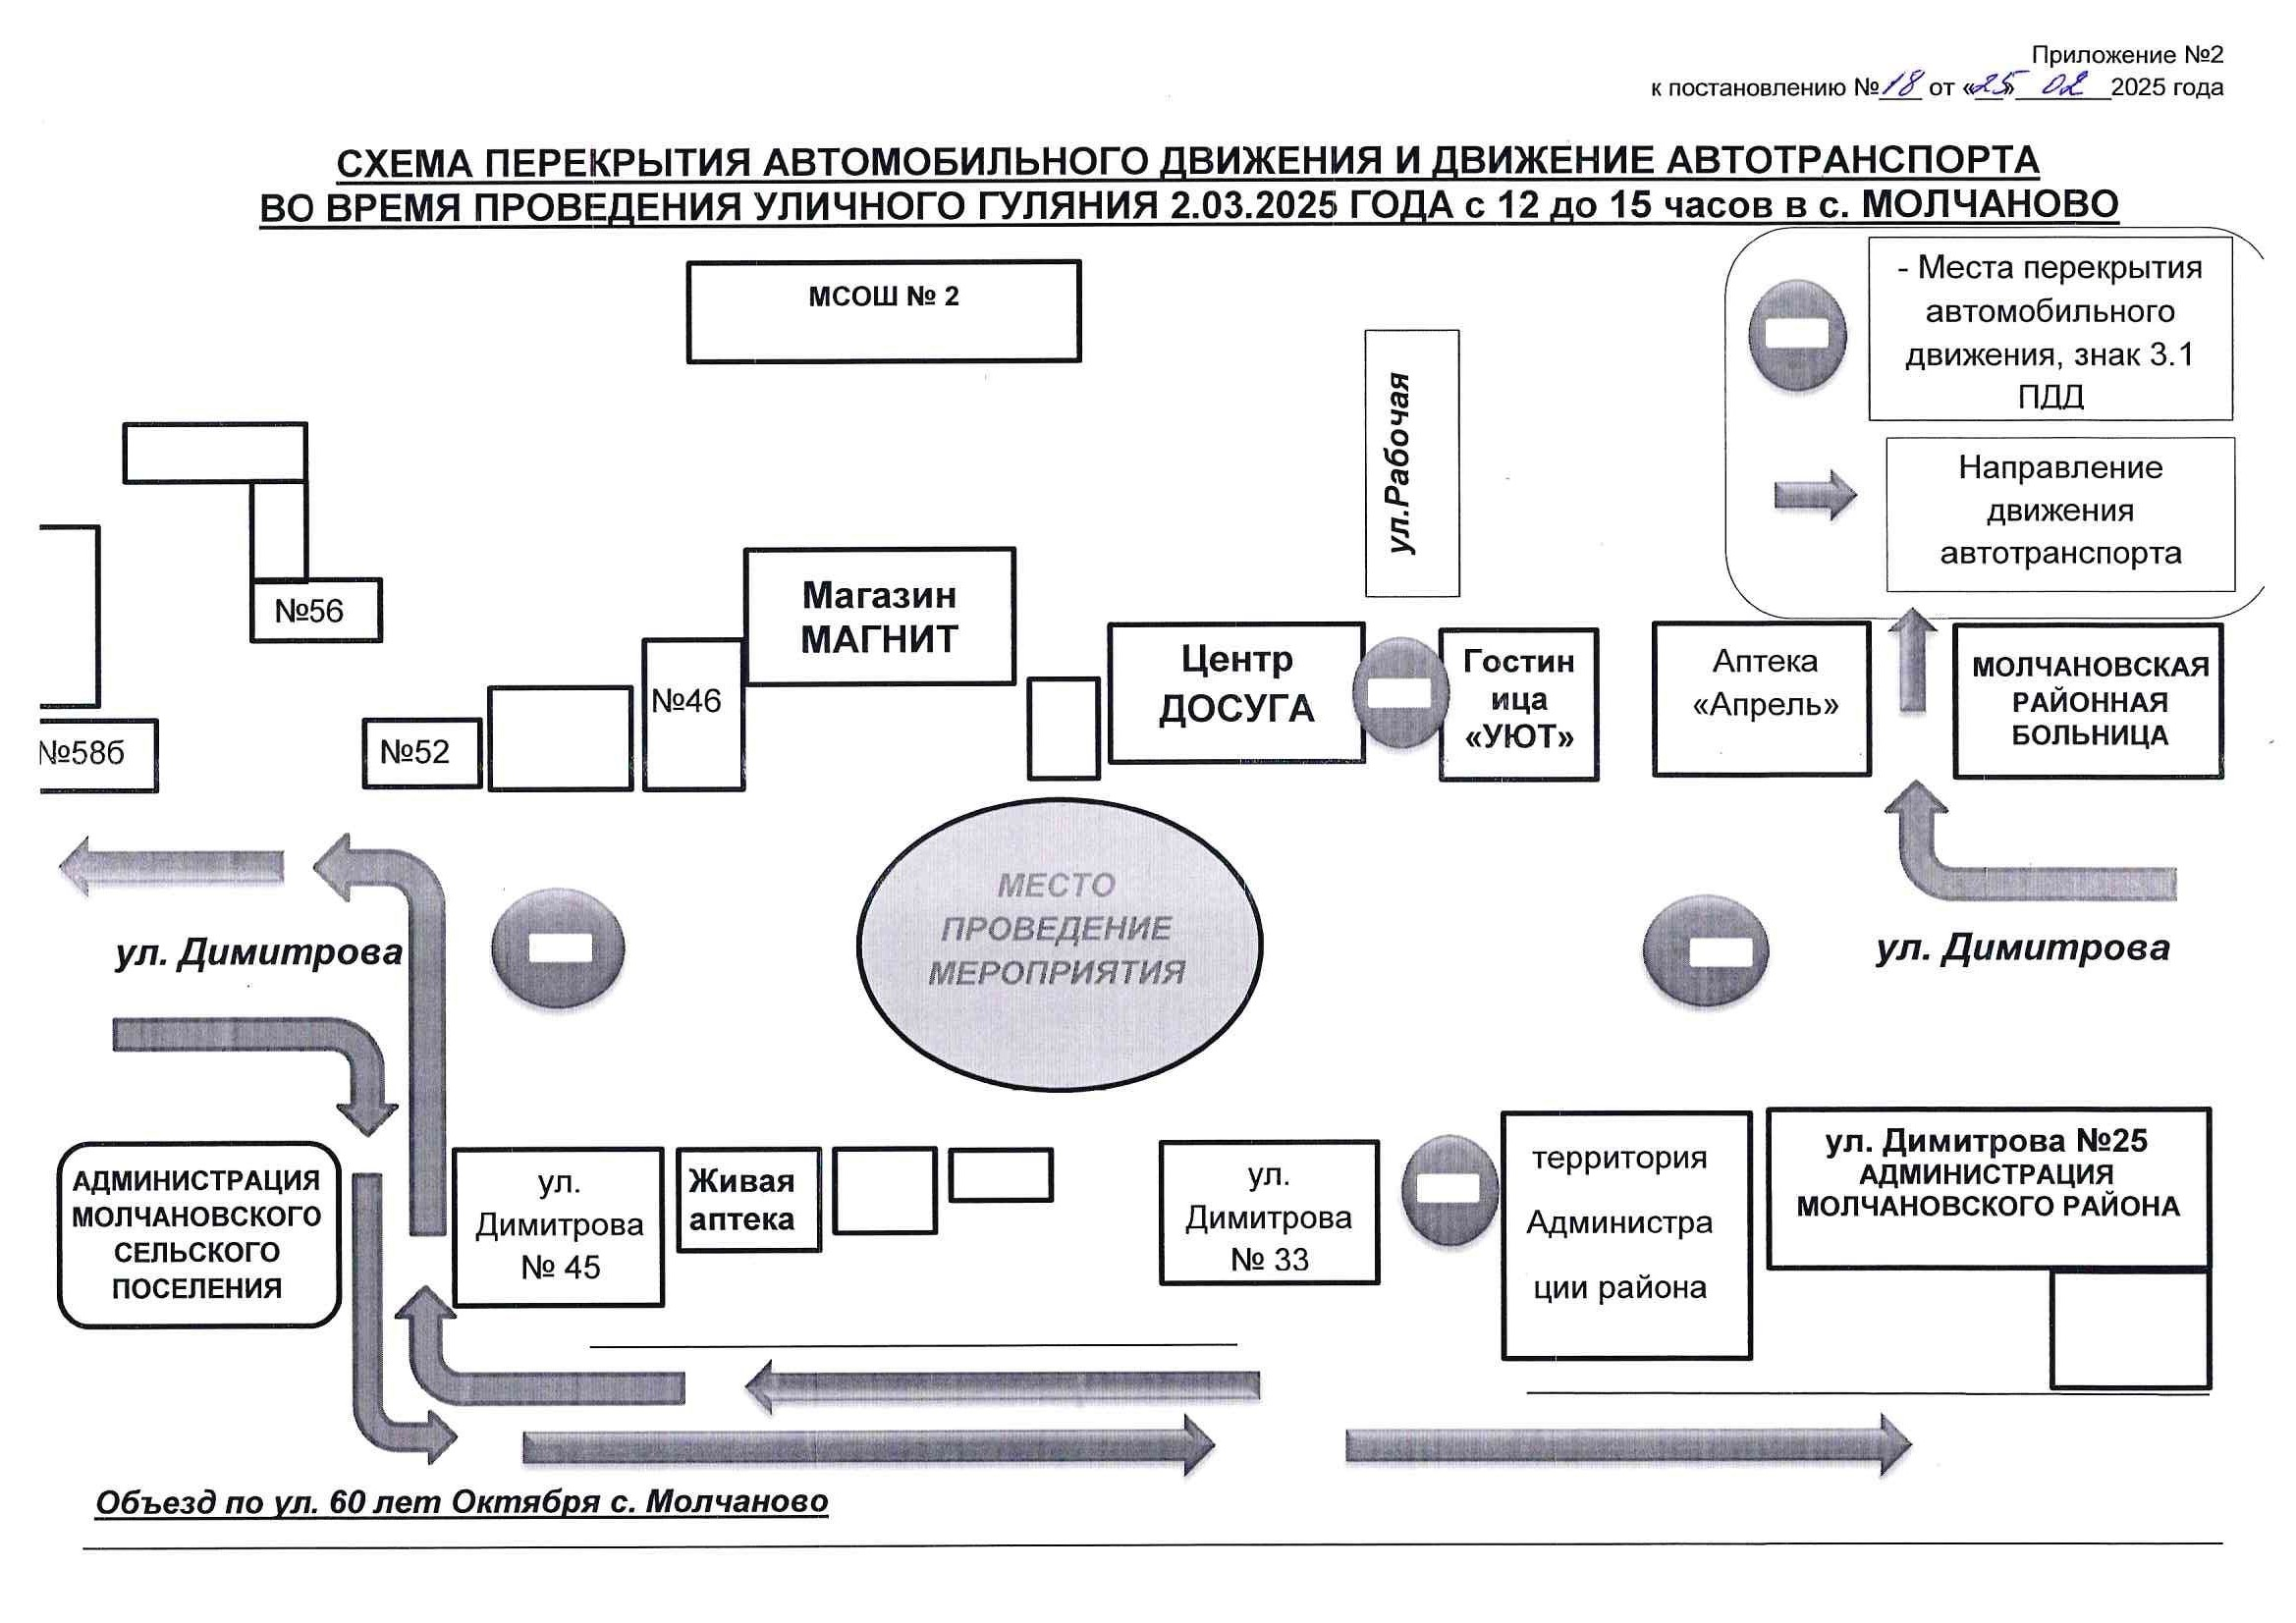 Приложение №2
к постановлению № 18 от «25» 02 2025 года
СХЕМА ПЕРЕКРЫТИЯ АВТОМОБИЛЬНОГО ДВИЖЕНИЯ И ДВИЖЕНИЕ АВТОТРАНСПОРТА
ВО ВРЕМЯ ПРОВЕДЕНИЯ УЛИЧНОГО ГУЛЯНИЯ 2.03.2025 ГОДА с 12 до 15 часов в с. МОЛЧАНОВО
- Места перекрытия
автомобильного
движения, знак 3.1
ПДД
Направление
движения
автотранспорта
МСОШ № 2
ул.Рабочая
№56
№58б
№52
№46
Магазин
МАГНИТ
Центр
ДОСУГА
Гостин
ица
«УЮТ»
Аптека
«Апрель»
МОЛЧАНОВСКАЯ
РАЙОННАЯ
БОЛЬНИЦА
ул. Димитрова
МЕСТО
ПРОВЕДЕНИЕ
МЕРОПРИЯТИЯ
ул. Димитрова
АДМИНИСТРАЦИЯ
МОЛЧАНОВСКОГО
СЕЛЬСКОГО
ПОСЕЛЕНИЯ
ул.
Димитрова
№ 45
Живая
аптека
ул.
Димитрова
№ 33
территория
Администра
ции района
ул. Димитрова №25
АДМИНИСТРАЦИЯ
МОЛЧАНОВСКОГО РАЙОНА
Объезд по ул. 60 лет Октября с. Молчаново